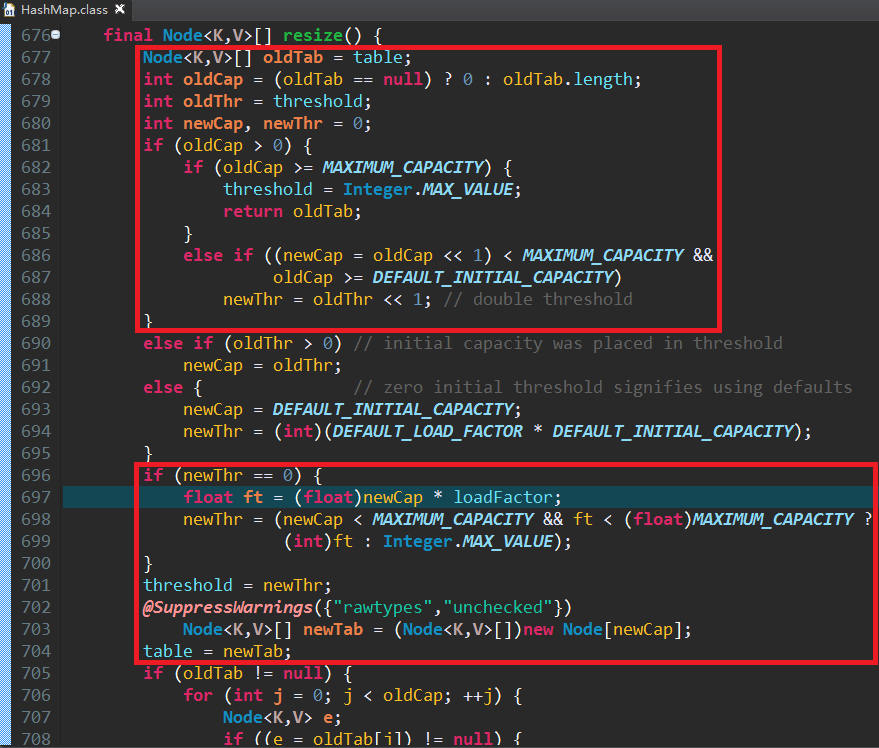 HashMap.class
676 final Node<K,V>[] resize() {
677 Node<K,V>[] oldTab = table;
678 int oldCap = (oldTab == null) ? 0 : oldTab.length;
679 int oldThr = threshold;
680 int newCap, newThr = 0;
681 if (oldCap > 0) {
682 if (oldCap >= MAXIMUM_CAPACITY) {
683 threshold = Integer.MAX_VALUE;
684 return oldTab;
685 }
686 else if ((newCap = oldCap << 1) < MAXIMUM_CAPACITY &&
687 oldCap >= DEFAULT_INITIAL_CAPACITY)
688 newThr = oldThr << 1; // double threshold
689 }
690 else if (oldThr > 0) // initial capacity was placed in threshold
691 newCap = oldThr;
692 else { // zero initial threshold signifies using defaults
693 newCap = DEFAULT_INITIAL_CAPACITY;
694 newThr = (int)(DEFAULT_LOAD_FACTOR * DEFAULT_INITIAL_CAPACITY);
695 }
696 if (newThr == 0) {
697 float ft = (float)newCap * loadFactor;
698 newThr = (newCap < MAXIMUM_CAPACITY && ft < (float)MAXIMUM_CAPACITY ?
699 (int)ft : Integer.MAX_VALUE);
700 }
701 threshold = newThr;
702 @SuppressWarnings({"rawtypes","unchecked"})
703 Node<K,V>[] newTab = (Node<K,V>[])new Node[newCap];
704 table = newTab;
705 if (oldTab != null) {
706 for (int j = 0; j < oldCap; ++j) {
707 Node<K,V> e;
708 if ((e = oldTab[j]) != null) {